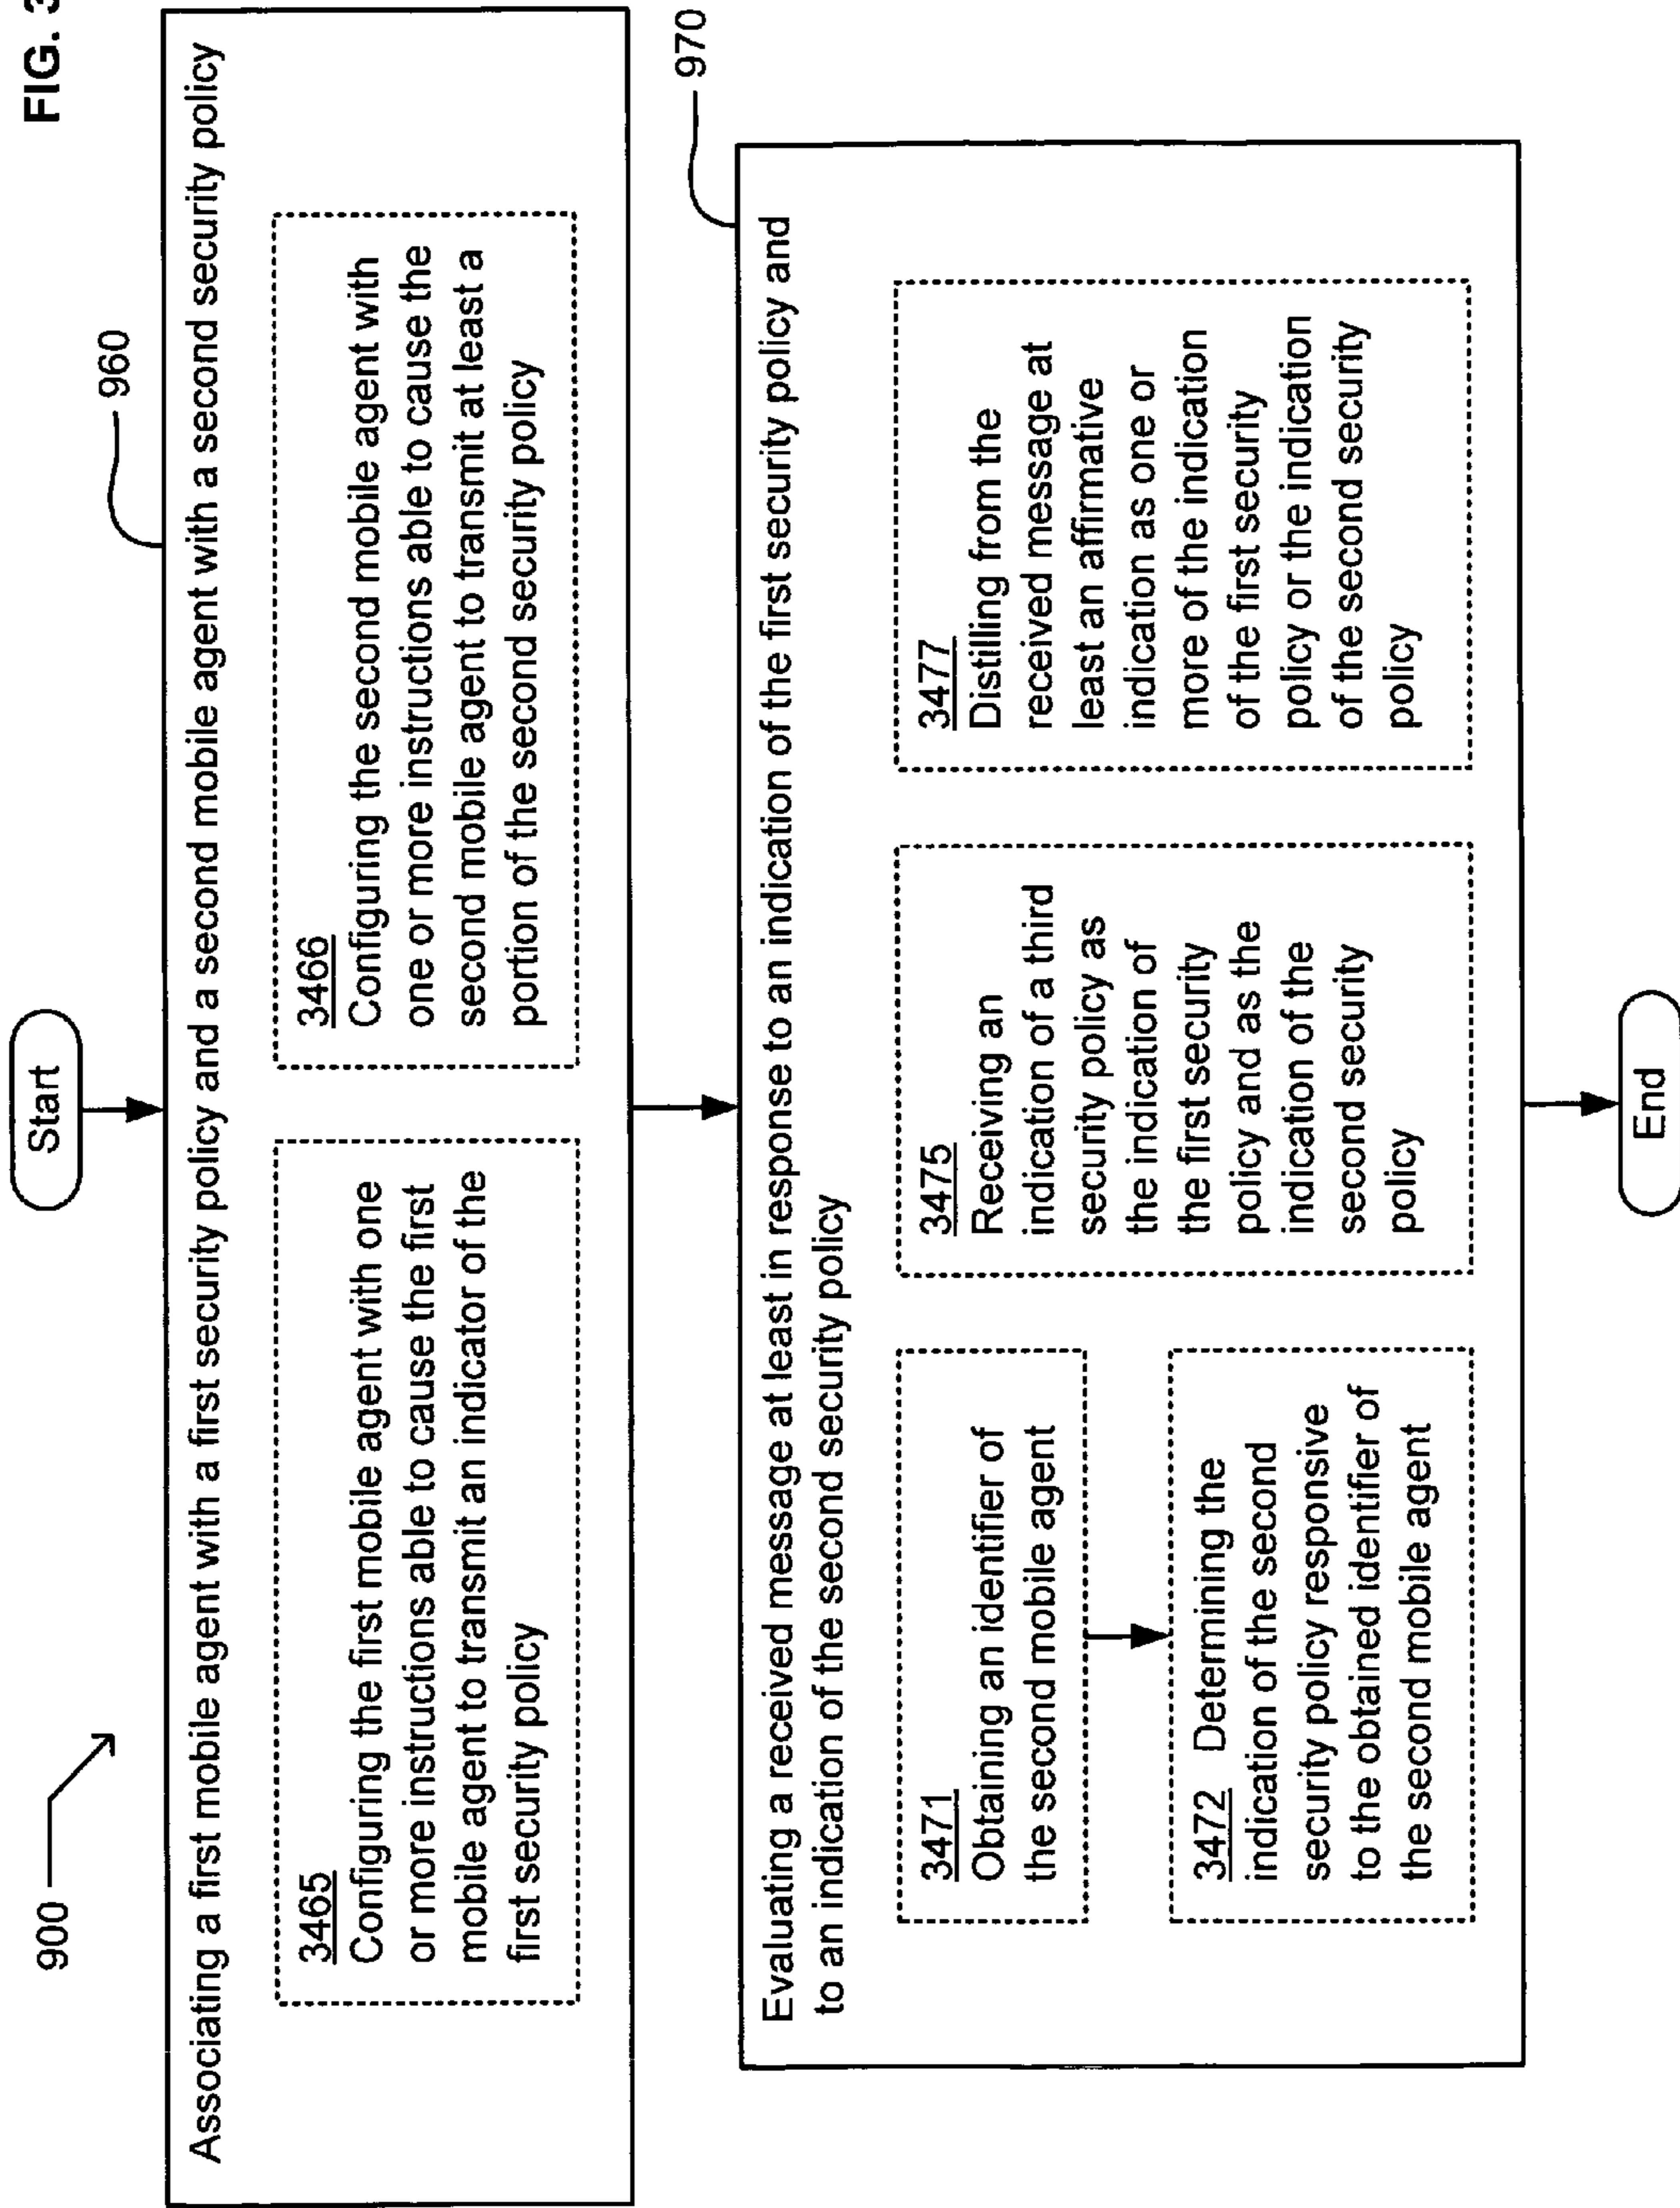 FIG. 3
900
Start
960
Associating a first mobile agent with a first security policy and a second mobile agent with a second security policy
3465
Configuring the first mobile agent with one
or more instructions able to cause the first
mobile agent to transmit an indicator of the
first security policy
3466
Configuring the second mobile agent with
one or more instructions able to cause the
second mobile agent to transmit at least a
portion of the second security policy
970
Evaluating a received message at least in response to an indication of the first security policy and
to an indication of the second security policy
3471
Obtaining an identifier of
the second mobile agent
3472 Determining the
indication of the second
security policy responsive
to the obtained identifier of
the second mobile agent
3475
Receiving an
indication of a third
security policy as
the indication of
the first security
policy and as the
indication of the
second security
policy
3477
Distilling from the
received message at
least an affirmative
indication as one or
more of the indication
of the first security
policy or the indication
of the second security
policy
End